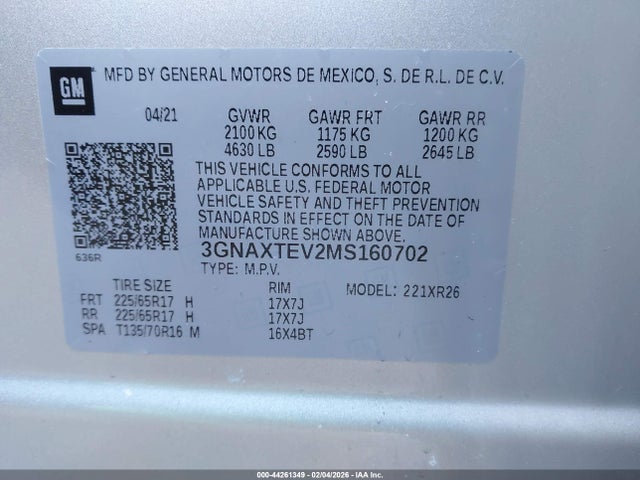 GM
MFD BY GENERAL MOTORS DE MEXICO, S. DE R.L. DE C.V.
04/21 GVWR GAWR FRT GAWR RR
2100 KG 1175 KG 1200 KG
4630 LB 2590 LB 2645 LB
THIS VEHICLE CONFORMS TO ALL
APPLICABLE U.S. FEDERAL MOTOR
VEHICLE SAFETY AND THEFT PREVENTION
STANDARDS IN EFFECT ON THE DATE OF
MANUFACTURE SHOWN ABOVE.
636R
3GNAXTEV2MS160702
TYPE: M.P.V.
TIRE SIZE RIM MODEL: 221XR26
FRT 225/65R17 H 17X7J
RR 225/65R17 H 17X7J
SPA T135/70R16 M 16X4BT
000-44261349 - 02/04/2026 - IAA Inc.